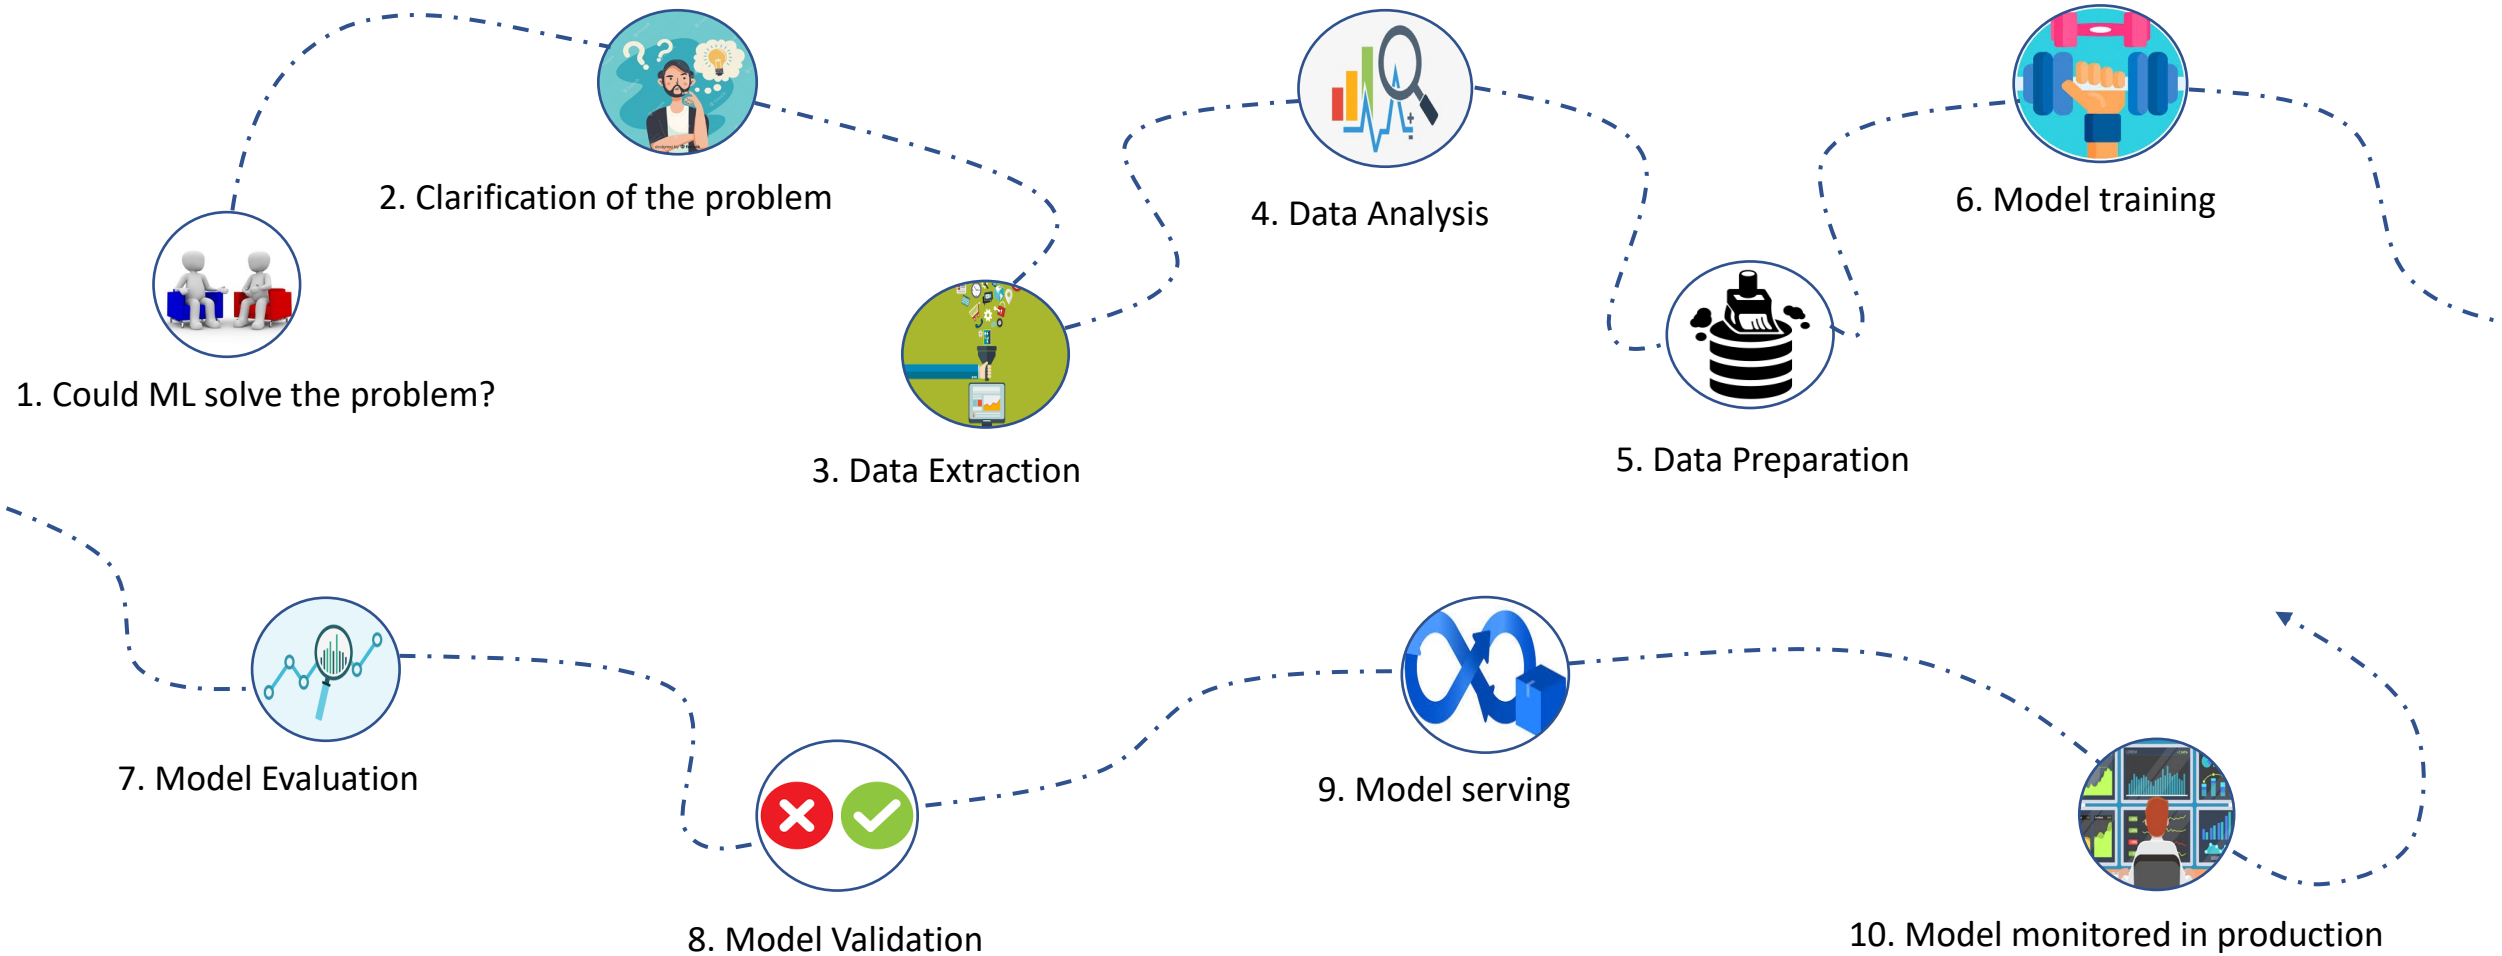 1. Could ML solve the problem?
2. Clarification of the problem
3. Data Extraction
4. Data Analysis
5. Data Preparation
6. Model training
7. Model Evaluation
8. Model Validation
9. Model serving
10. Model monitored in production